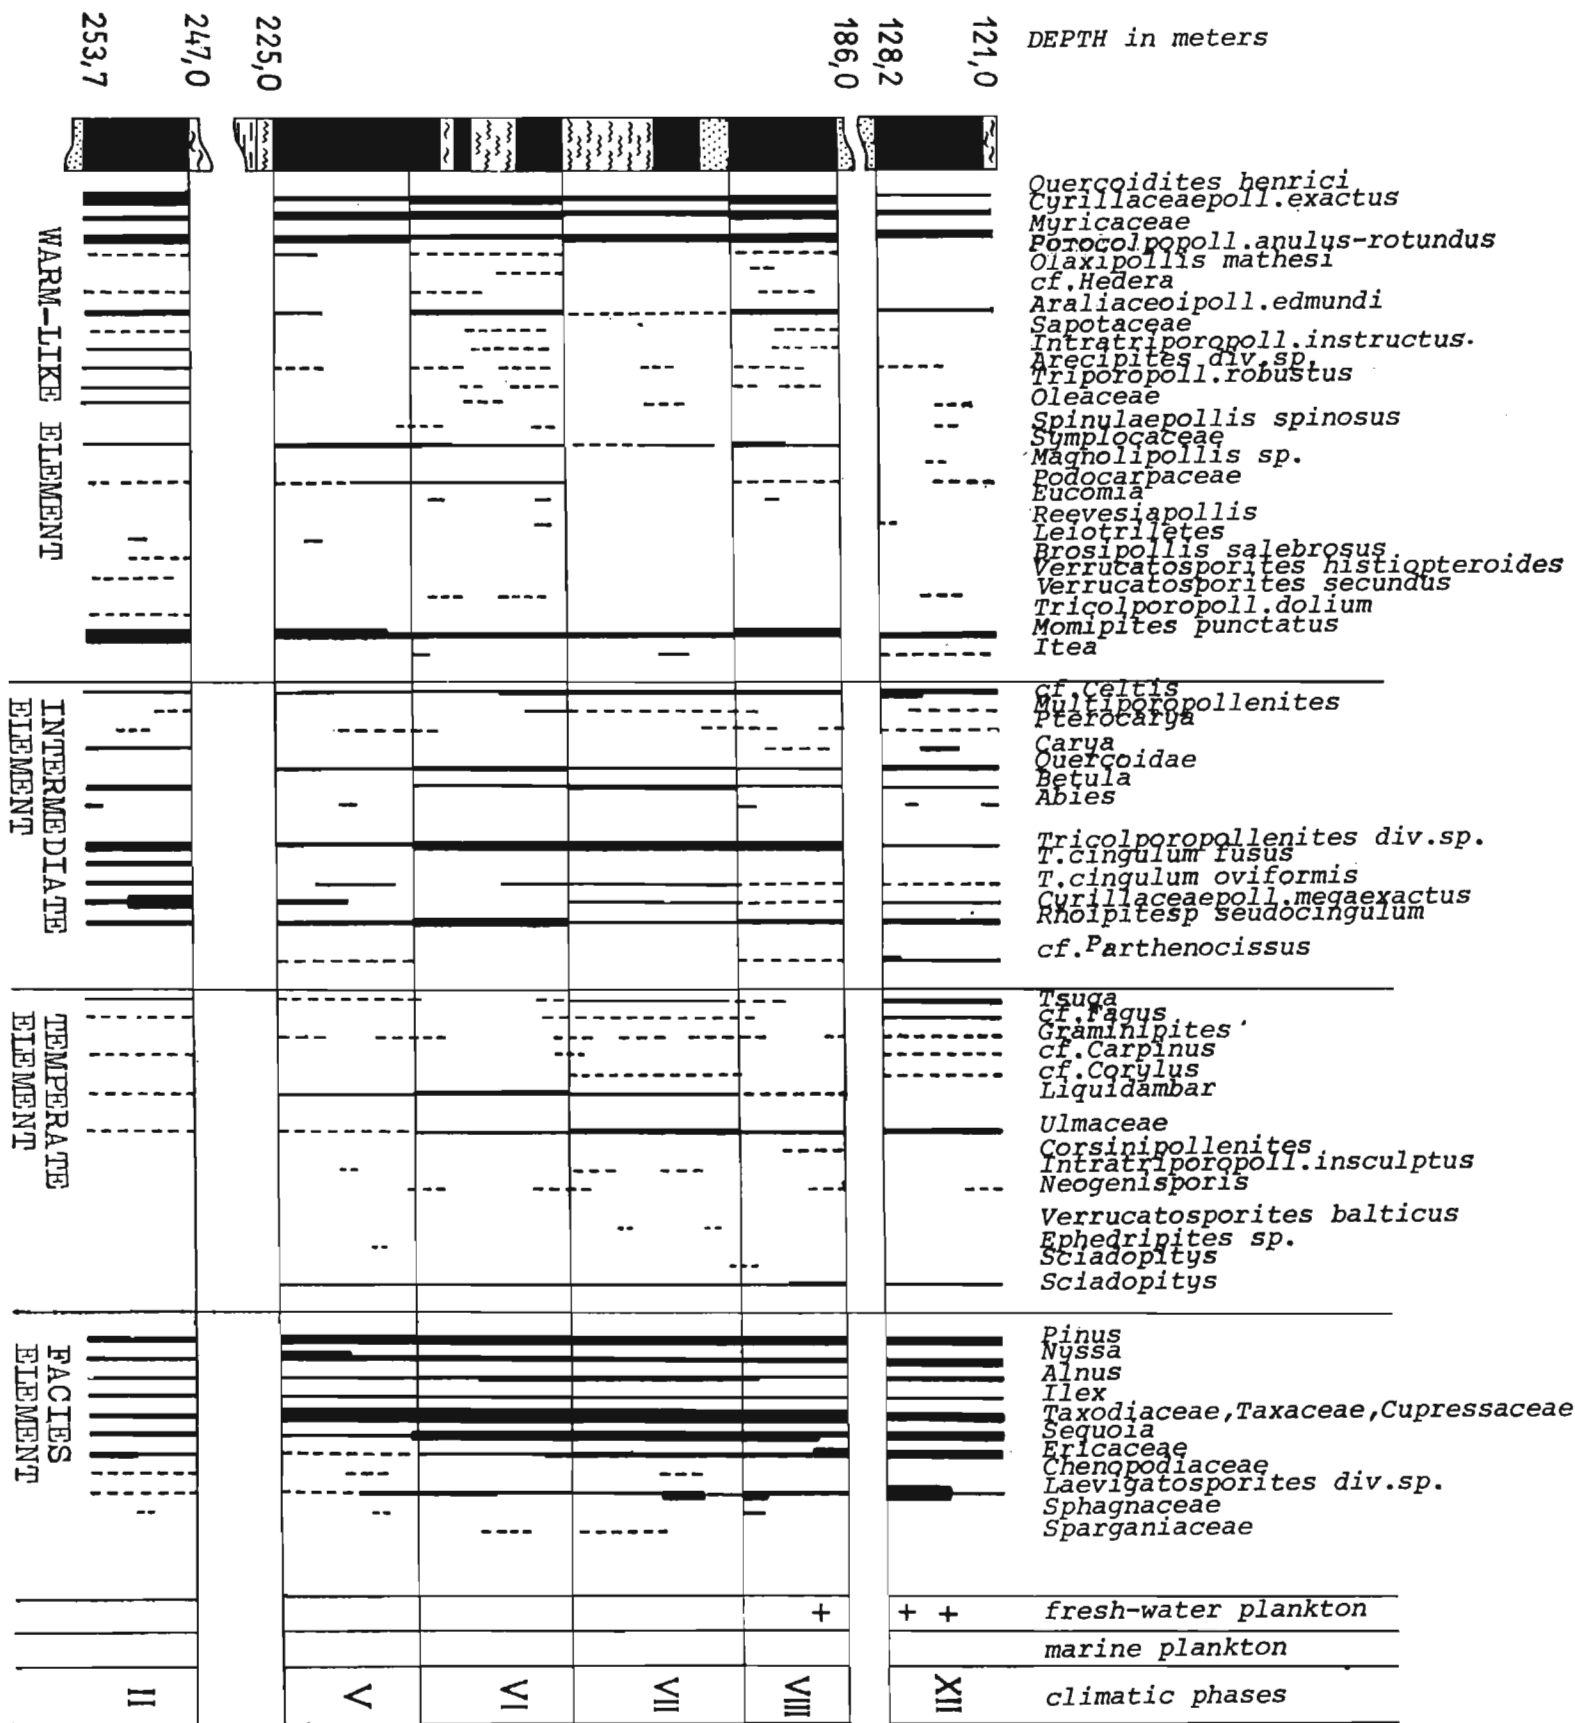 DEPTH in meters
253,7
247,0
225,0
186,0
128,2
121,0
WARM-LIKE ELEMENT
Quercoidites henrici
Cyrillaceaepoll.exactus
Myricaceae
Porocolpopoll.anulus-rotundus
Olaxipollis mathesi
cf.Hedera
Araliaceoipoll.edmundi
Sapotaceae
Intratriporopoll.instructus.
Arecipites div.sp.
Triporopoll.robustus
Oleaceae
Spinulaepollis spinosus
Symplocaceae
Magnolipollis sp.
Podocarpaceae
Eucomia
Reevesiapollis
Leiotriletes
Brosipollis salebrosus
Verrucatosporites histiopteroides
Verrucatosporites secundus
Tricolporopoll.dolium
Momipites punctatus
Itea
INTERMEDIATE
ELEMENT
cf.Celtis
Multiporopollenites
Pterocarya
Carya
Quercoidae
Betula
Abies
Tricolporopollenites div.sp.
T.cingulum fusus
T.cingulum oviformis
Cyrillaceaepoll.megaexactus
Rhoipitesp seudocingulum
cf.Parthenocissus
TEMPERATE
ELEMENT
Tsuga
cf.Fagus
Graminipites
cf.Carpinus
cf.Corylus
Liquidambar
Ulmaceae
Corsinipollenites
Intratriporopoll.insculptus
Neogenisporis
Verrucatosporites balticus
Ephedripites sp.
Sciadopitys
Sciadopitys
FACIES
ELEMENT
Pinus
Nyssa
Alnus
Ilex
Taxodiaceae,Taxaceae,Cupressaceae
Sequoia
Ericaceae
Chenopodiaceae
Laevigatosporites div.sp.
Sphagnaceae
Sparganiaceae
+ + + fresh-water plankton
marine plankton
II V VI VII VIII XII climatic phases